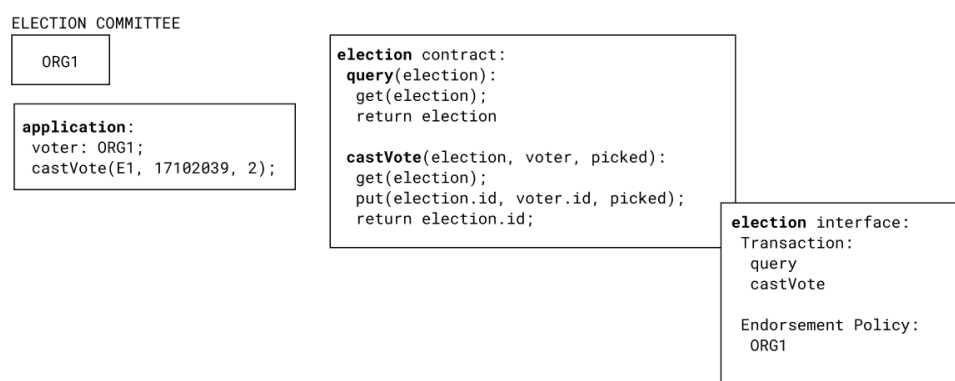 ELECTION COMMITTEE
ORG1
application:
voter: ORG1;
castVote(E1, 17102039, 2);
election contract:
query(election):
get(election);
return election
castVote(election, voter, picked):
get(election);
put(election.id, voter.id, picked);
return election.id;
election interface:
Transaction:
query
castVote
Endorsement Policy:
ORG1